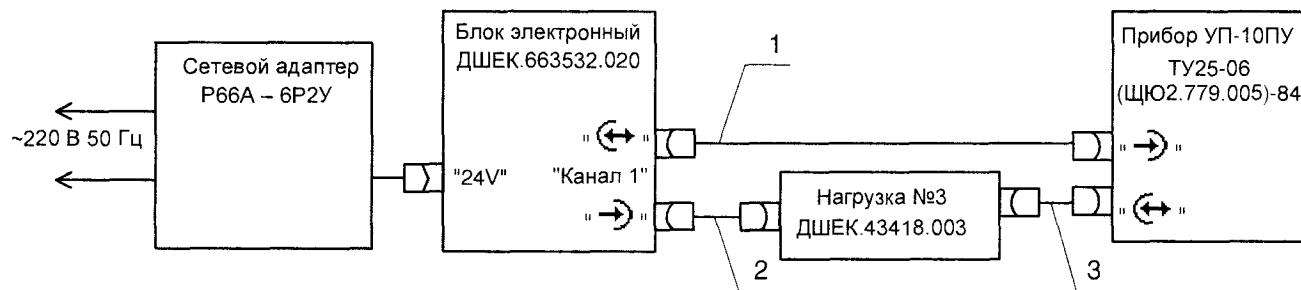 Сетевой адаптер
Р66А – 6Р2У
~220 В 50 Гц
Блок электронный
ДШЕК.663532.020
"24V"
"Канал 1"
1
Нагрузка №3
ДШЕК.43418.003
2
3
Прибор УП-10ПУ
ТУ25-06
(ЩЮ2.779.005)-84